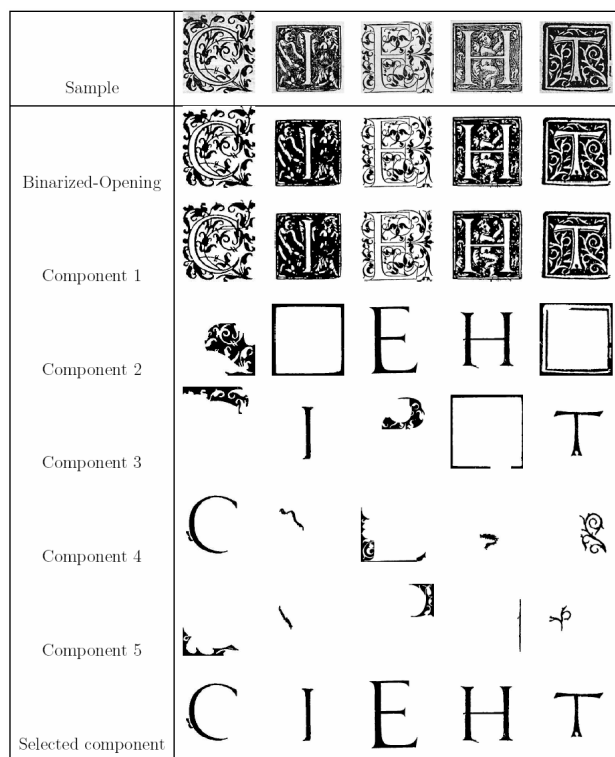 Sample C I E H T
Binarized-Opening C I E H T
Component 1 C I E H T
Component 2 E H
Component 3 I T
Component 4 C
Component 5
Selected component C I E H T